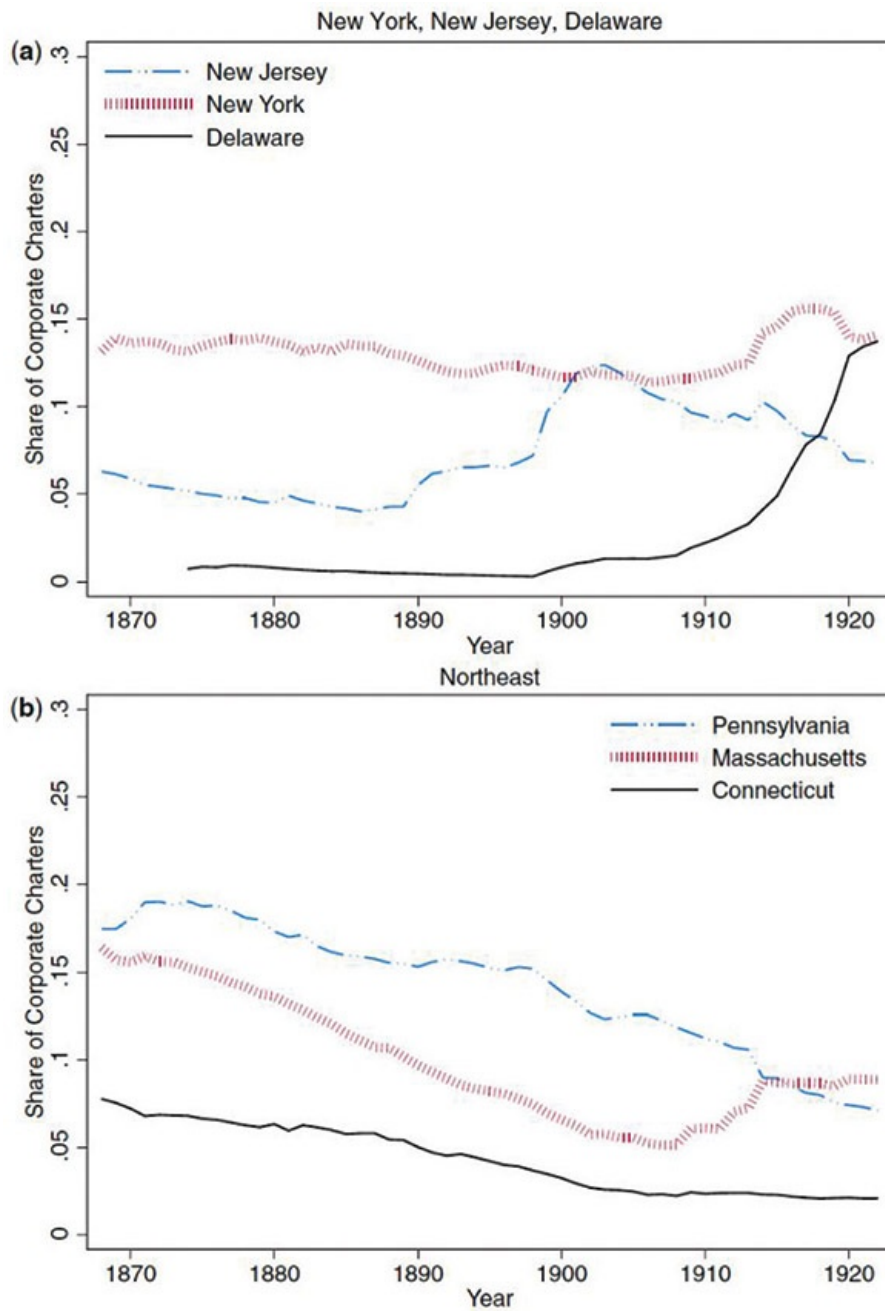 New York, New Jersey, Delaware
(a)
.3
.25
.2
.15
.1
.05
0
Share of Corporate Charters
New Jersey
New York
Delaware
1870 1880 1890 1900 1910 1920
Year
Northeast
(b)
.3
.25
.2
.15
.1
.05
0
Share of Corporate Charters
Pennsylvania
Massachusetts
Connecticut
1870 1880 1890 1900 1910 1920
Year